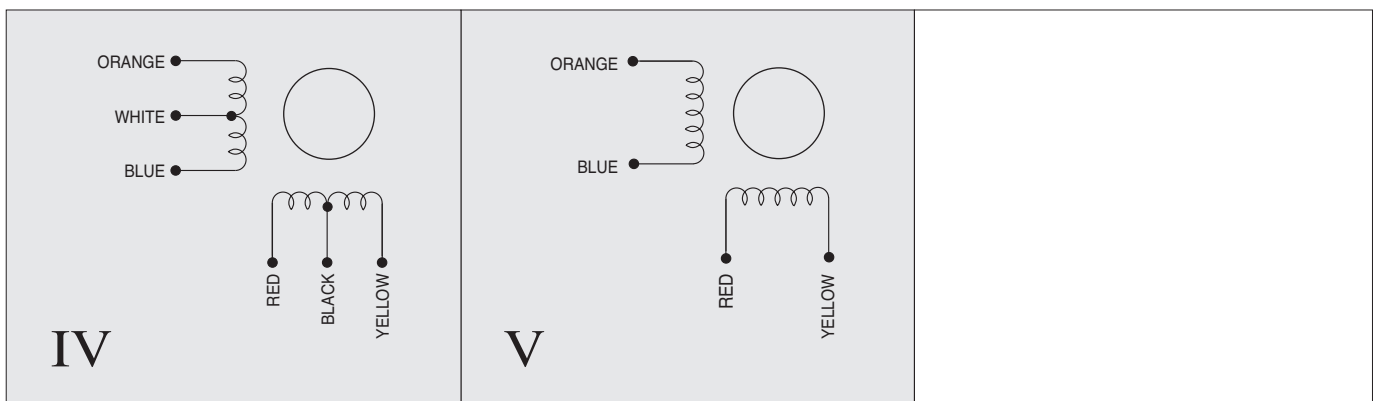 ORANGE
WHITE
BLUE
RED
BLACK
YELLOW
IV
ORANGE
BLUE
RED
YELLOW
V